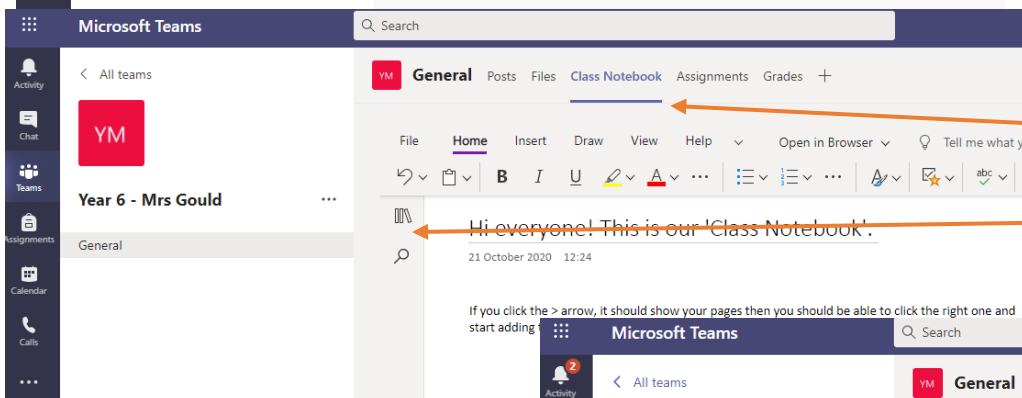 Microsoft Teams
Search
Activity
Chat
Teams
Assignments
Calendar
Calls
All teams
YM
Year 6 - Mrs Gould
General
YM General Posts Files Class Notebook Assignments Grades
File Home Insert Draw View Help Open in Browser Tell me what
B I U A abc
Hi everyone! This is our 'Class Notebook'.
21 October 2020 12:24
If you click the > arrow, it should show your pages then you should be able to click the right one and
start adding
Microsoft Teams
Search
2
Activity
All teams
YM General